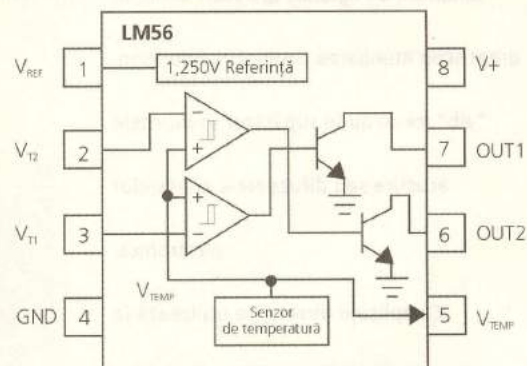 LM56
V_REF 1 1,250V Referinţă 8 V+
V_T2 2 − + 7 OUT1
V_T1 3 + − 6 OUT2
V_TEMP
GND 4 Senzor de temperatură 5 V_TEMP